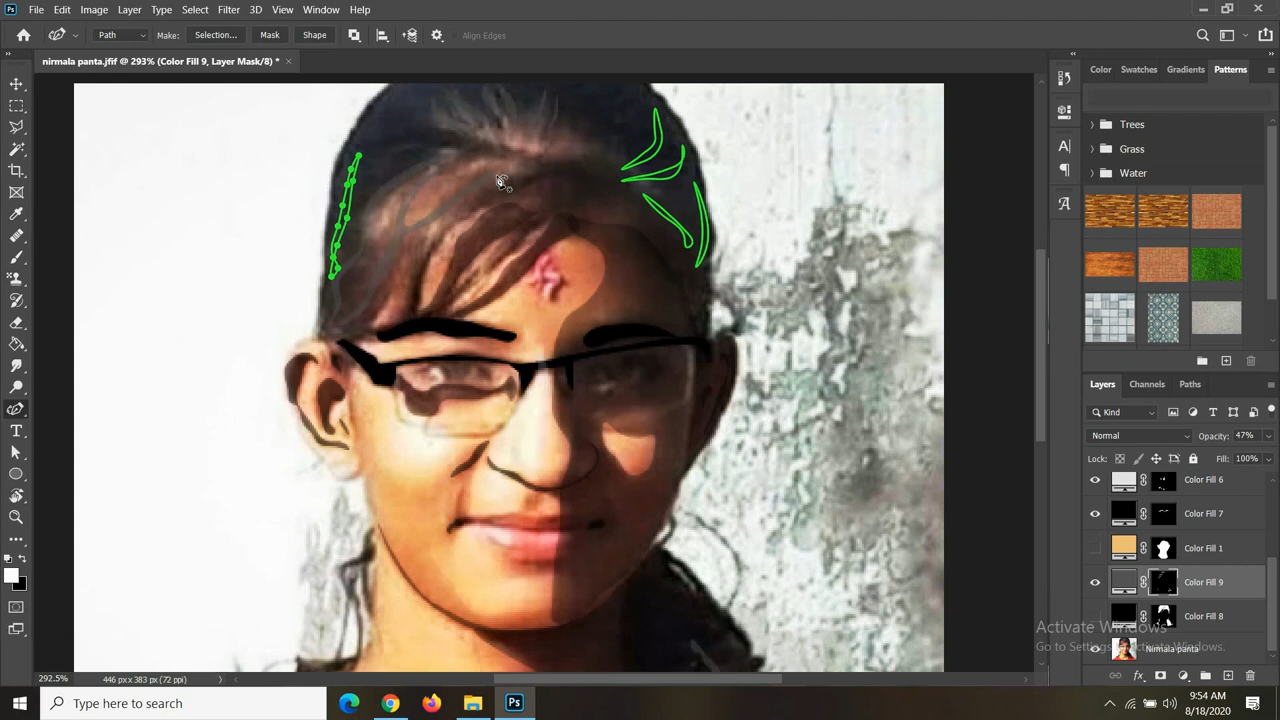 Ps File Edit Image Layer Type Select Filter 3D View Window Help
Path Make: Selection... Mask Shape Align Edges
nirmala panta.jfif @ 293% (Color Fill 9, Layer Mask/8) *
Color Swatches Gradients Patterns
Trees
Grass
Water
Layers Channels Paths
Kind
Normal Opacity: 47%
Lock: Fill: 100%
Color Fill 6
Color Fill 7
Color Fill 1
Color Fill 9
Color Fill 8
Nirmala panta
Activate Windows
Go to Settings to activate Windows.
292.5% 446 px x 383 px (72 ppi)
Type here to search
Ps
9:54 AM
8/18/2020